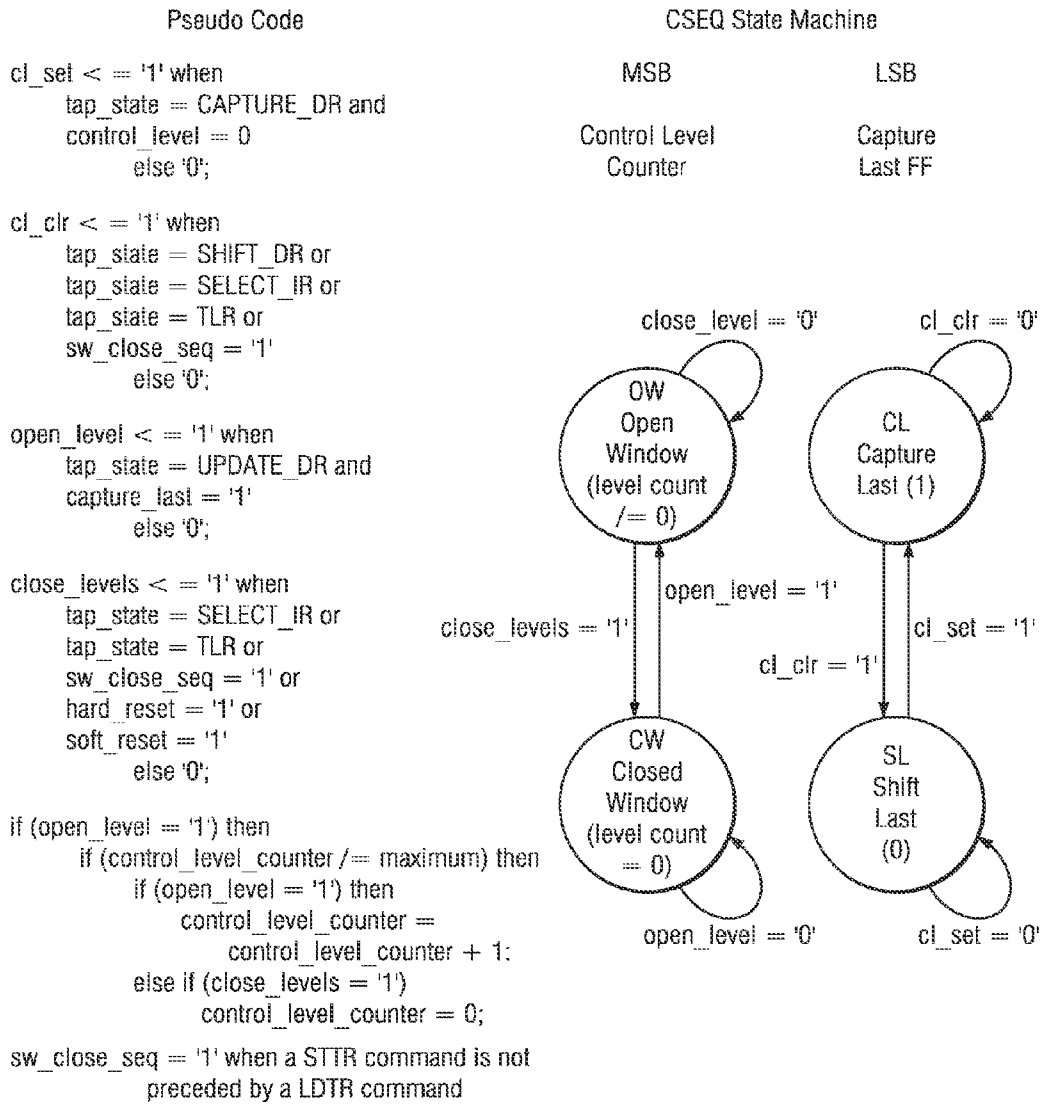 Pseudo Code
cl_set < = '1' when
tap_state = CAPTURE_DR and
control_level = 0
else '0';
cl_clr < = '1' when
tap_state = SHIFT_DR or
tap_state = SELECT_IR or
tap_state = TLR or
sw_close_seq = '1'
else '0';
open_level < = '1' when
tap_state = UPDATE_DR and
capture_last = '1'
else '0';
close_levels < = '1' when
tap_state = SELECT_IR or
tap_state = TLR or
sw_close_seq = '1' or
hard_reset = '1' or
soft_reset = '1'
else '0';
if (open_level = '1') then
if (control_level_counter /= maximum) then
if (open_level = '1') then
control_level_counter =
control_level_counter + 1;
else if (close_levels = '1')
control_level_counter = 0;
sw_close_seq = '1' when a STTR command is not
preceded by a LDTR command
CSEQ State Machine
MSB
LSB
Control Level
Counter
Capture
Last FF
close_level = '0'
cl_clr = '0'
OW
Open
Window
(level count
/= 0)
CL
Capture
Last (1)
close_levels = '1'
open_level = '1'
cl_clr = '1'
cl_set = '1'
CW
Closed
Window
(level count
= 0)
SL
Shift
Last
(0)
open_level = '0'
cl_set = '0'